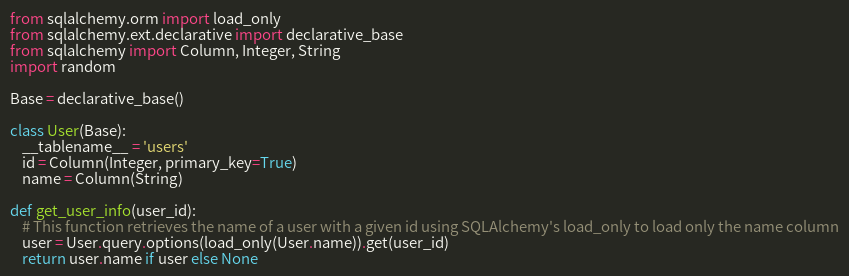 from sqlalchemy.orm import load_only
from sqlalchemy.ext.declarative import declarative_base
from sqlalchemy import Column, Integer, String
import random

Base = declarative_base()

class User(Base):
    __tablename__ = 'users'
    id = Column(Integer, primary_key=True)
    name = Column(String)

def get_user_info(user_id):
    # This function retrieves the name of a user with a given id using SQLAlchemy's load_only to load only the name column
    user = User.query.options(load_only(User.name)).get(user_id)
    return user.name if user else None